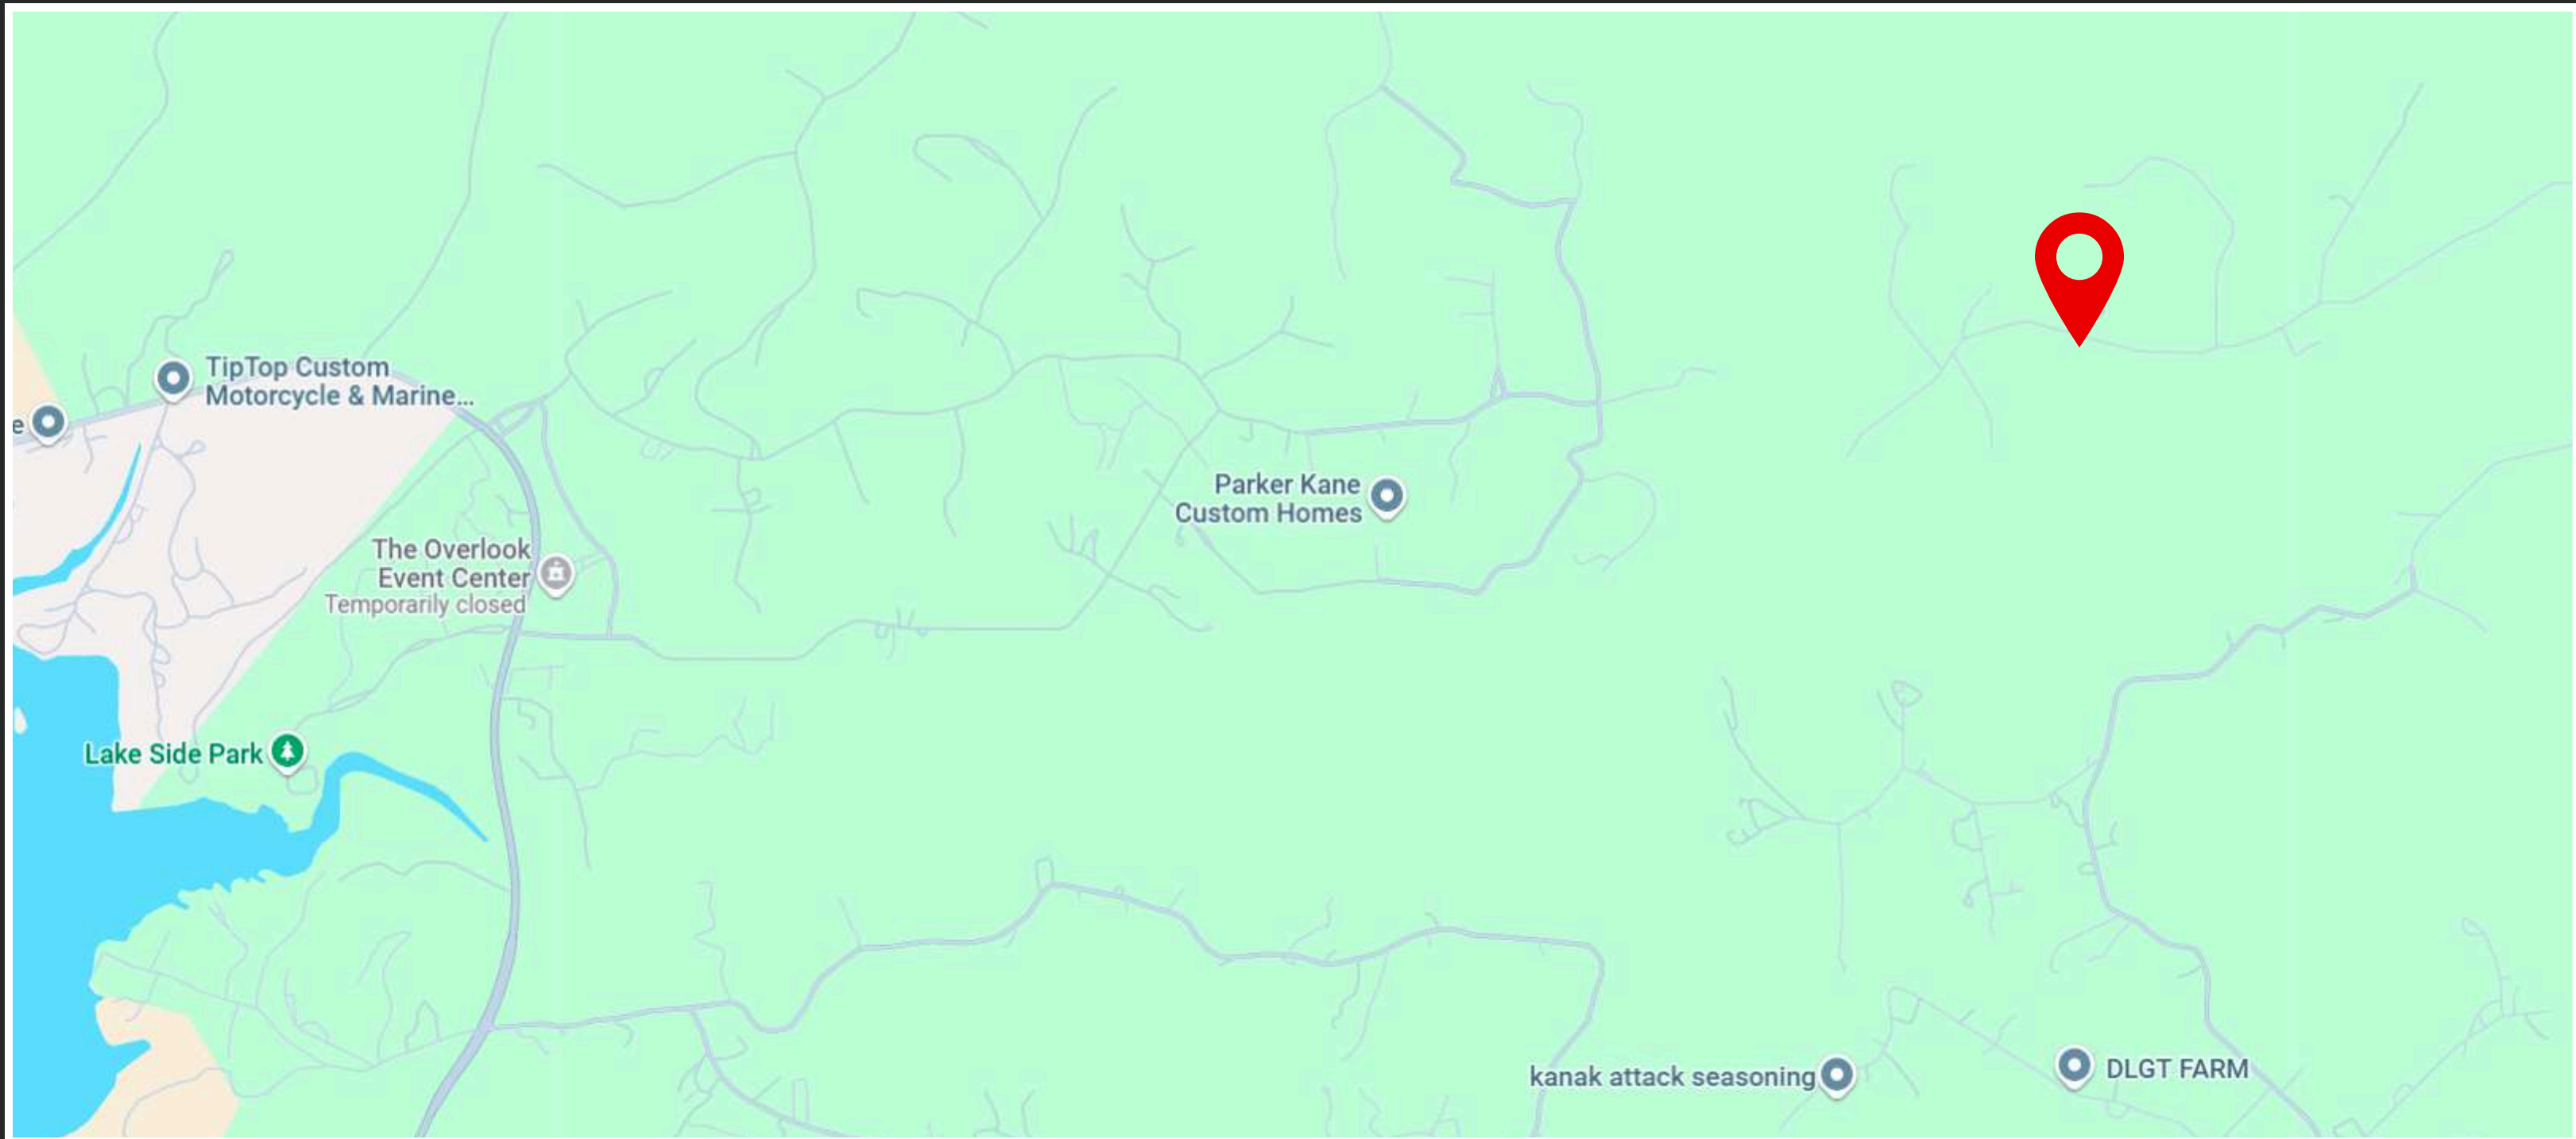 TipTop Custom
Motorcycle & Marine...
e
Parker Kane
Custom Homes
The Overlook
Event Center
Temporarily closed
Lake Side Park
kanak attack seasoning
DLGT FARM